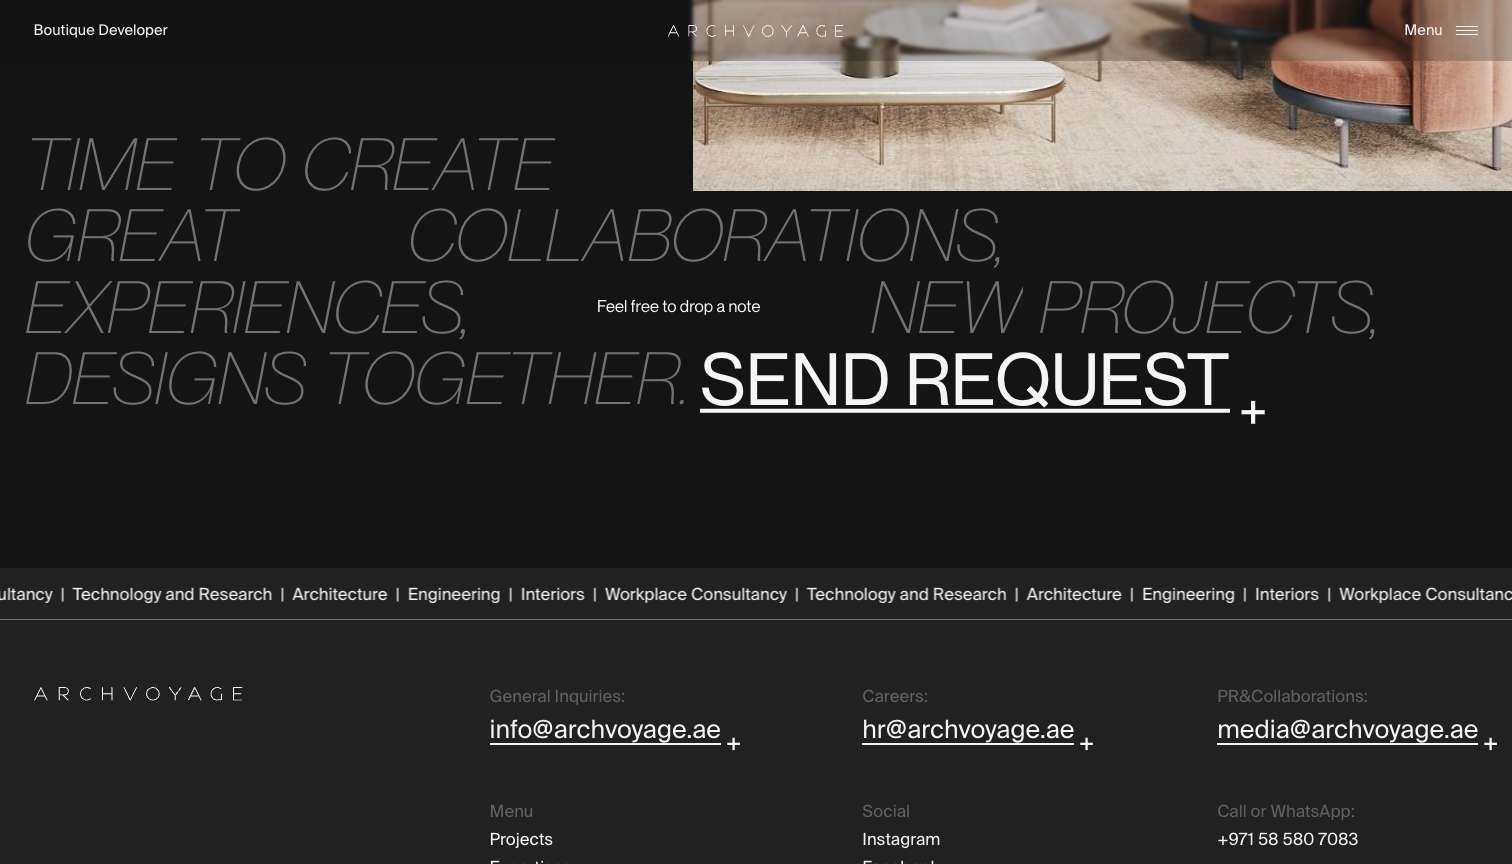 Boutique Developer
ARCHVOYAGE
Menu
TIME TO CREATE
GREAT COLLABORATIONS,
EXPERIENCES, Feel free to drop a note NEW PROJECTS,
DESIGNS TOGETHER. SEND REQUEST +
| Technology and Research | Architecture | Engineering | Interiors | Workplace Consultancy | Technology and Research | Architecture | Engineering | Interiors | Workplace
ARCHVOYAGE
General Inquiries:
info@archvoyage.ae +
Careers:
hr@archvoyage.ae +
PR&Collaborations:
media@archvoyage.ae +
Menu
Projects
Social
Instagram
Call or WhatsApp:
+971 58 580 7083